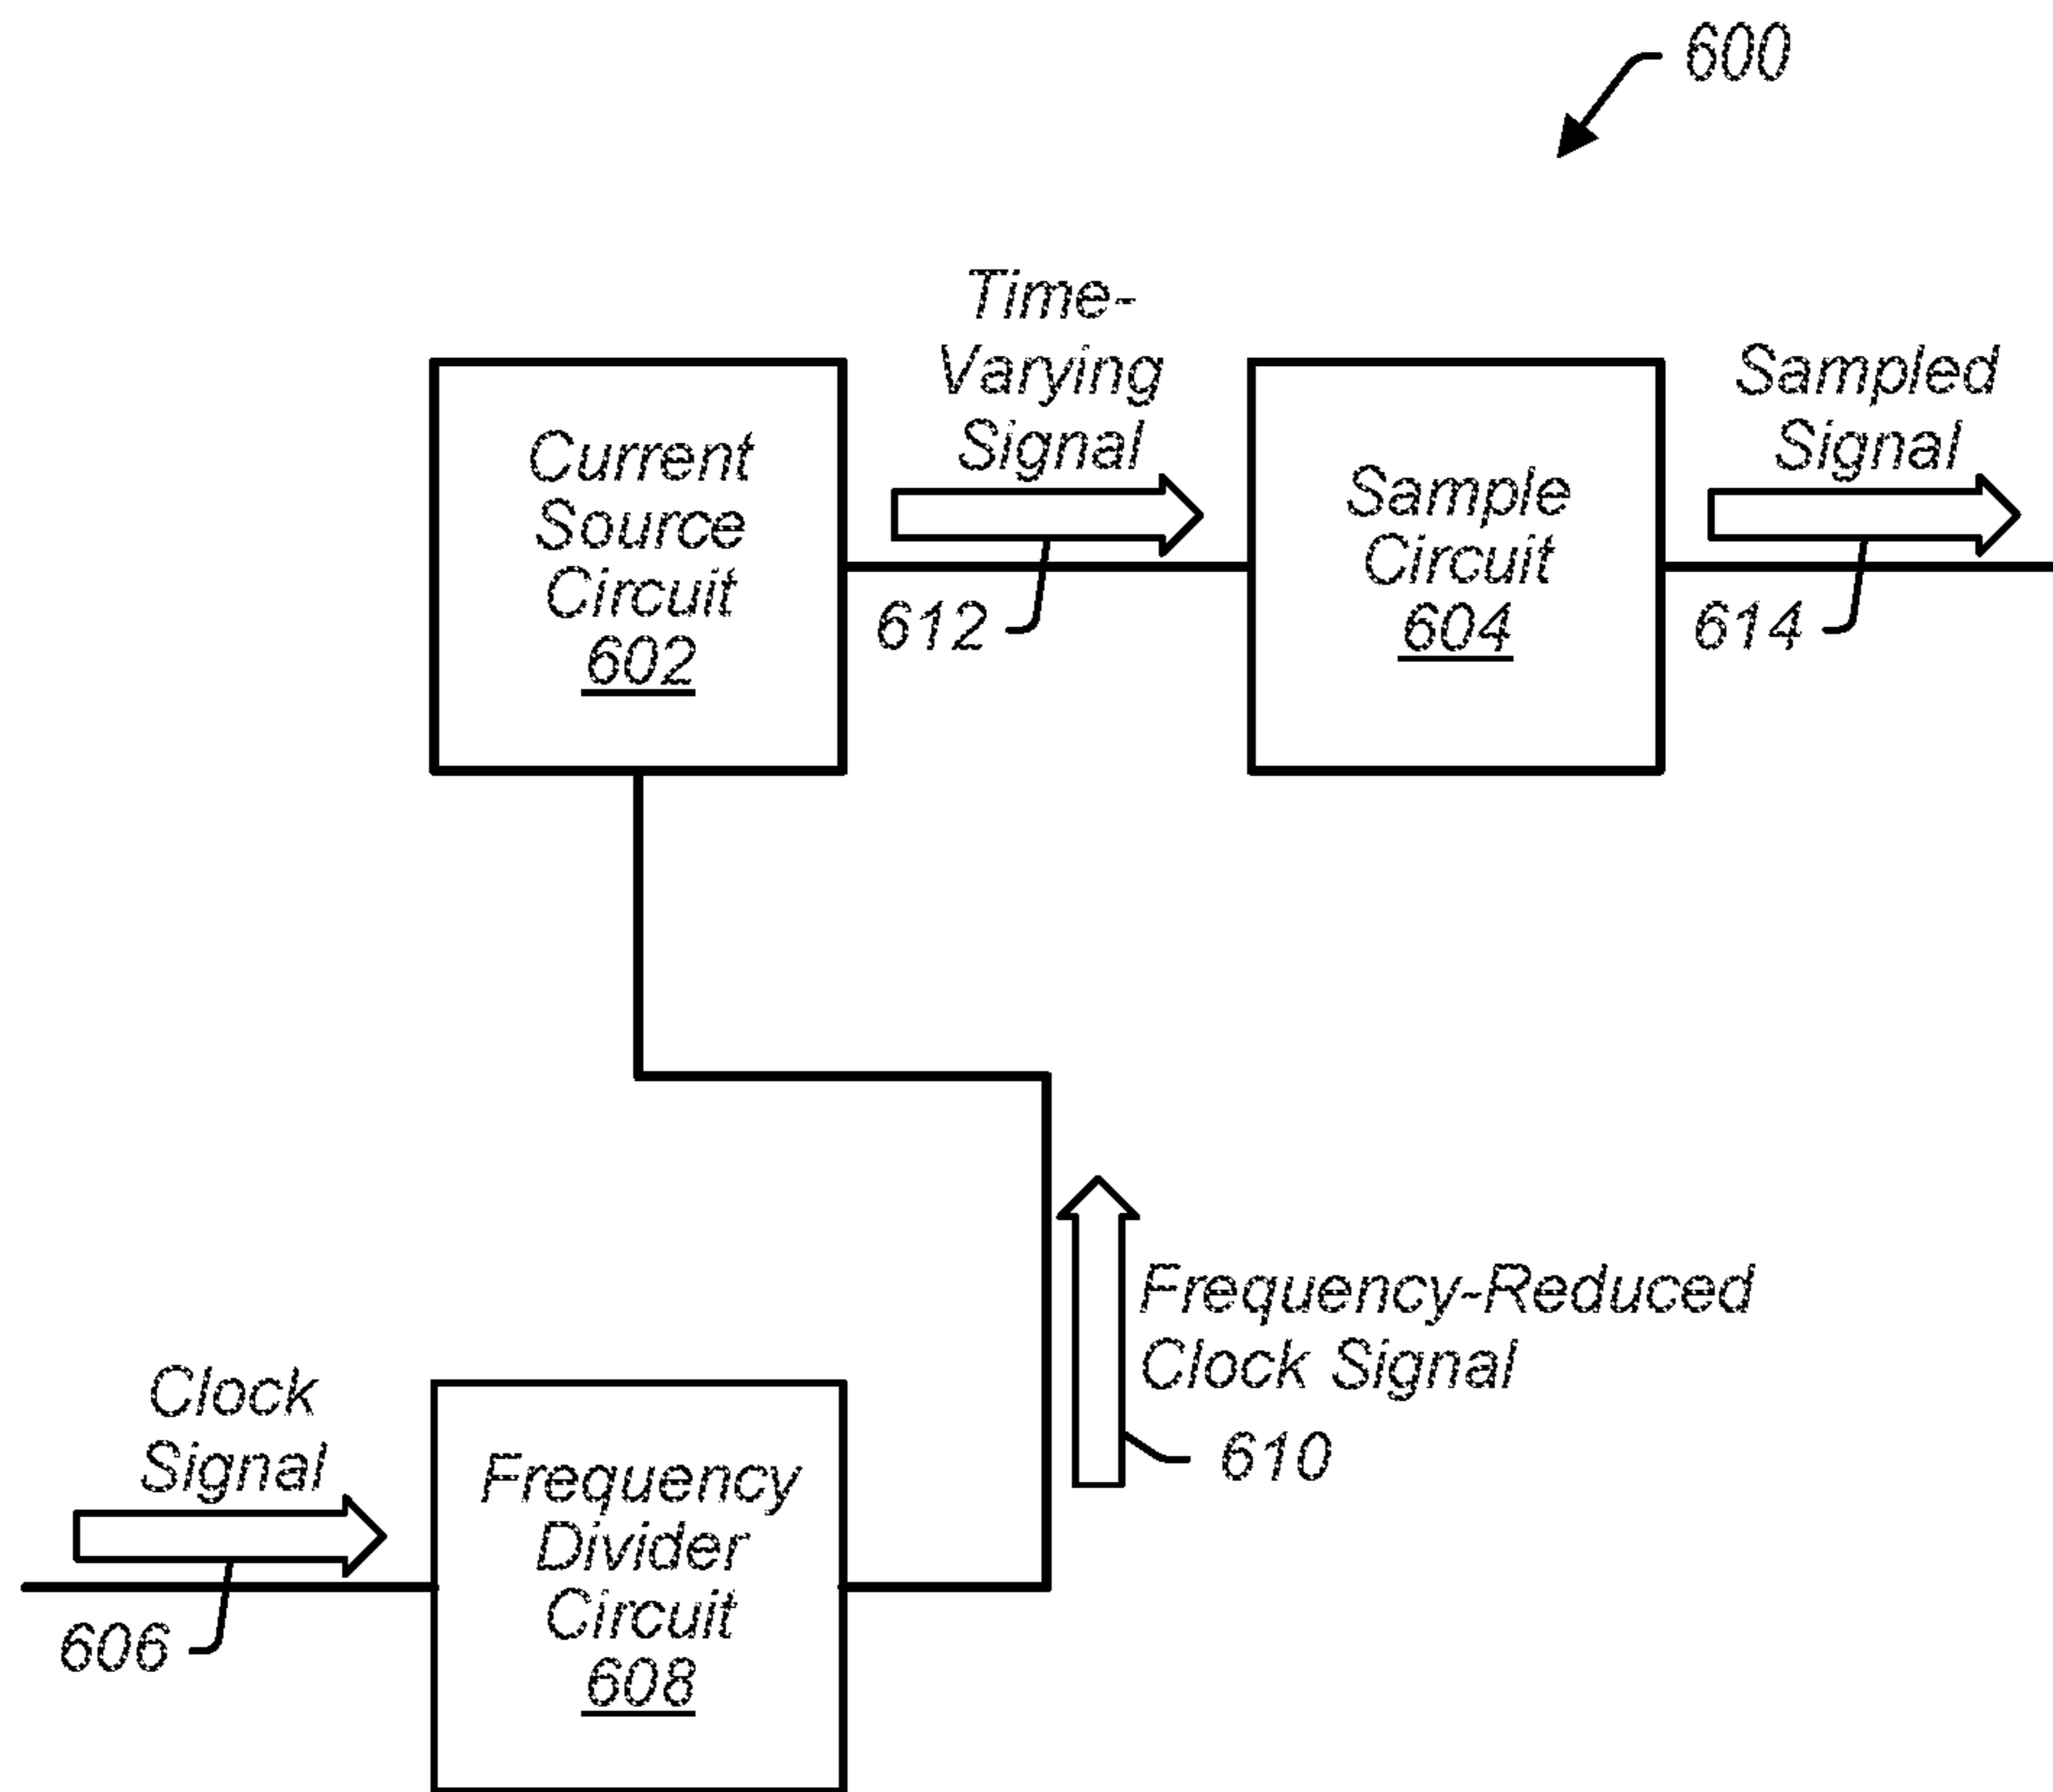 600
Time-
Varying
Signal
Sampled
Signal
Current
Source
Circuit
602
612
Sample
Circuit
604
614
Frequency-Reduced
Clock Signal
610
Clock
Signal
606
Frequency
Divider
Circuit
608